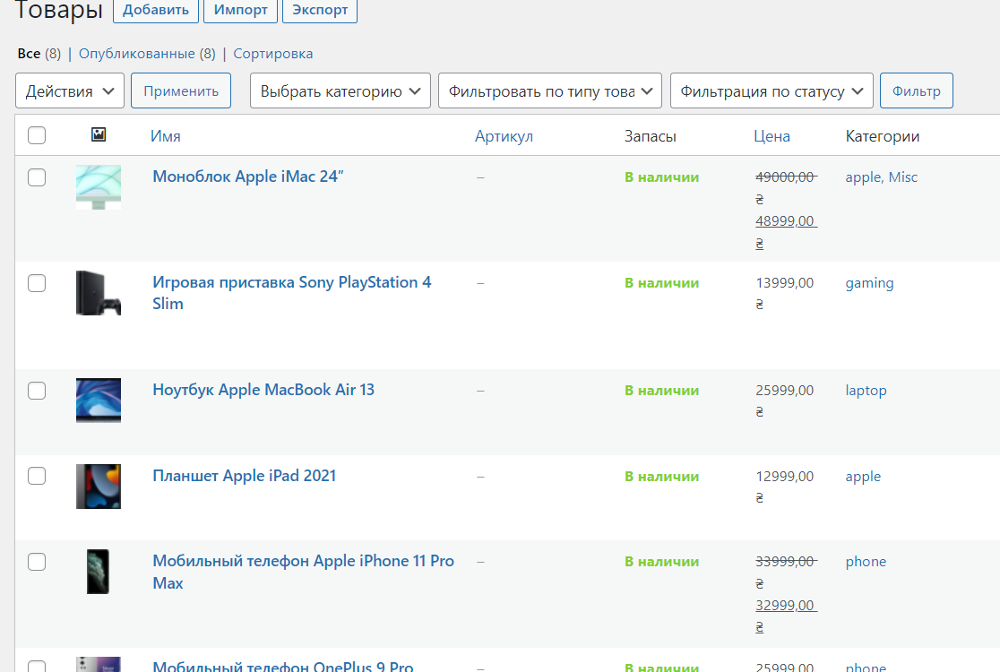 Товары Добавить Импорт Экспорт
Все (8) | Опубликованные (8) | Сортировка
Действия Применить Выбрать категорию Фильтровать по типу това Фильтрация по статусу Фильтр
Имя Артикул Запасы Цена Категории
Моноблок Apple iMac 24″ – В наличии 49000,00 apple, Misc
₴
48999,00
₴
Игровая приставка Sony PlayStation 4 – В наличии 13999,00 gaming
Slim ₴
Ноутбук Apple MacBook Air 13 – В наличии 25999,00 laptop
₴
Планшет Apple iPad 2021 – В наличии 12999,00 apple
₴
Мобильный телефон Apple iPhone 11 Pro – В наличии 33999,00 phone
Max ₴
32999,00
₴
Мобильный телефон OnePlus 9 Pro – В наличии 25999,00 phone